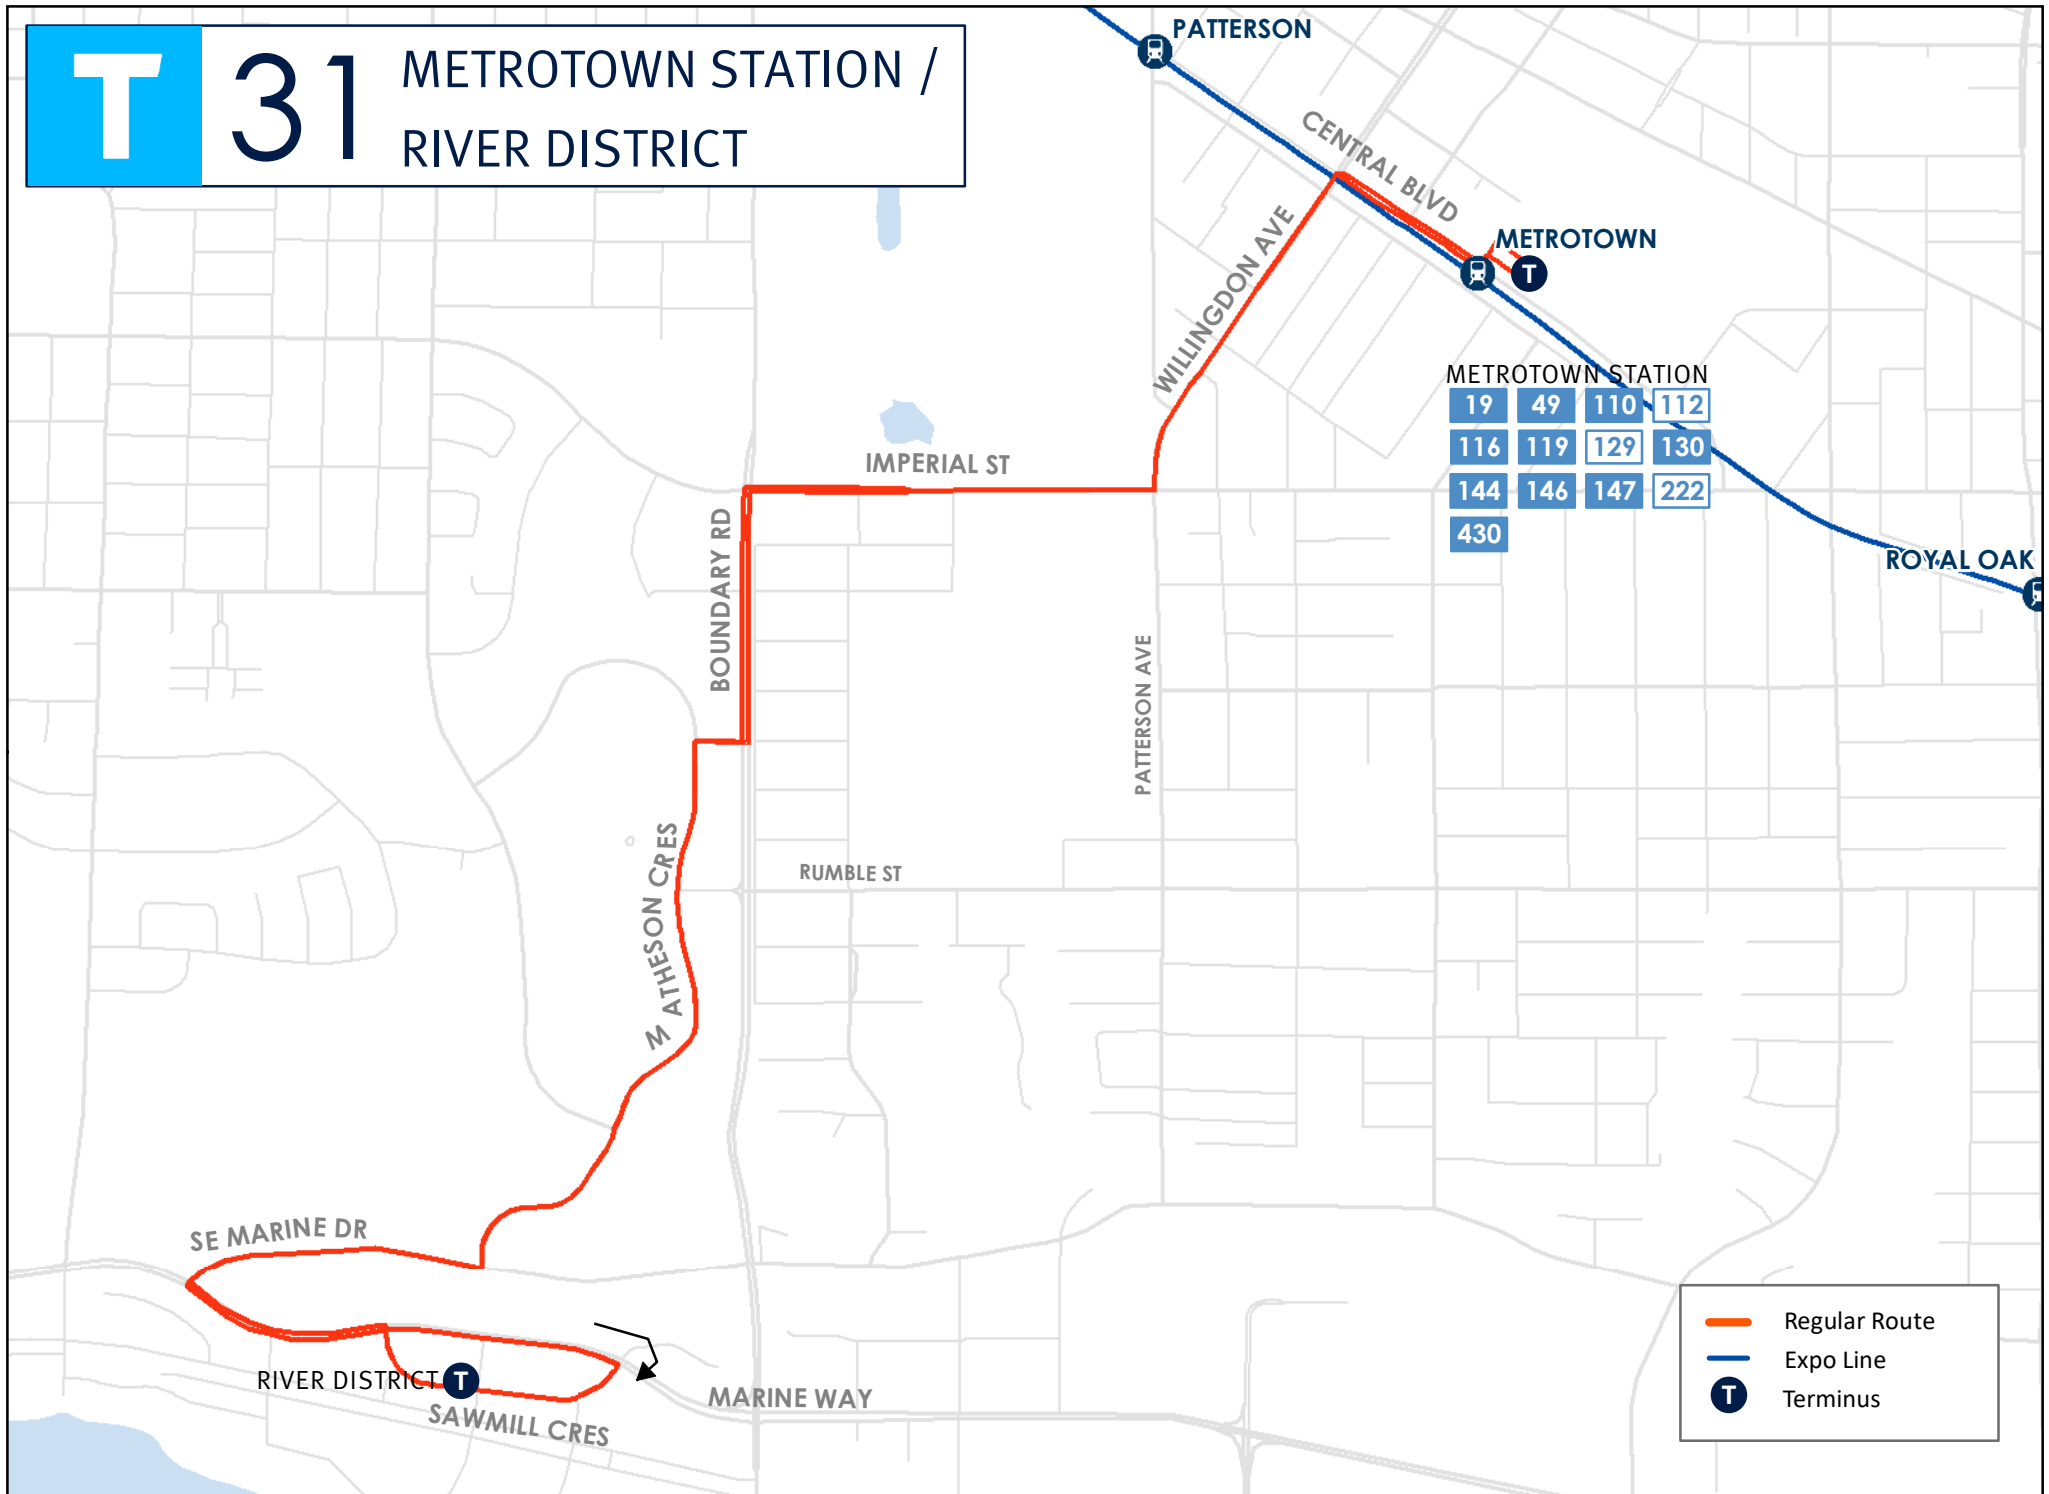 T
31
METROTOWN STATION /
RIVER DISTRICT
PATTERSON
CENTRAL BLVD
METROTOWN
T
WILLINGDON AVE
METROTOWN STATION
19 49 110 112
116 119 129 130
144 146 147 222
430
IMPERIAL ST
BOUNDARY RD
ROYAL OAK
PATTERSON AVE
MATHESON CRES
RUMBLE ST
SE MARINE DR
RIVER DISTRICT T
SAWMILL CRES
MARINE WAY
Regular Route
Expo Line
T Terminus